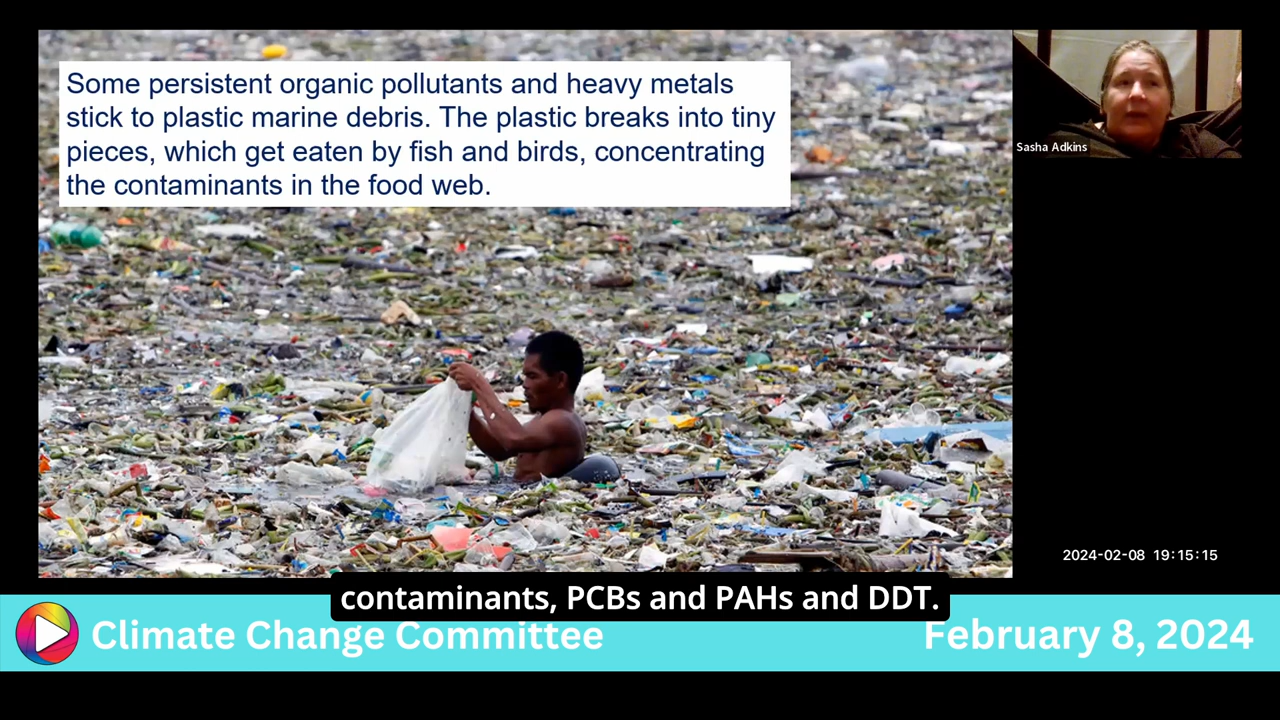 Some persistent organic pollutants and heavy metals
stick to plastic marine debris. The plastic breaks into tiny
pieces, which get eaten by fish and birds, concentrating
the contaminants in the food web.
Sasha Adkins
2024-02-08 19:15:15
contaminants, PCBs and PAHs and DDT.
Climate Change Committee
February 8, 2024